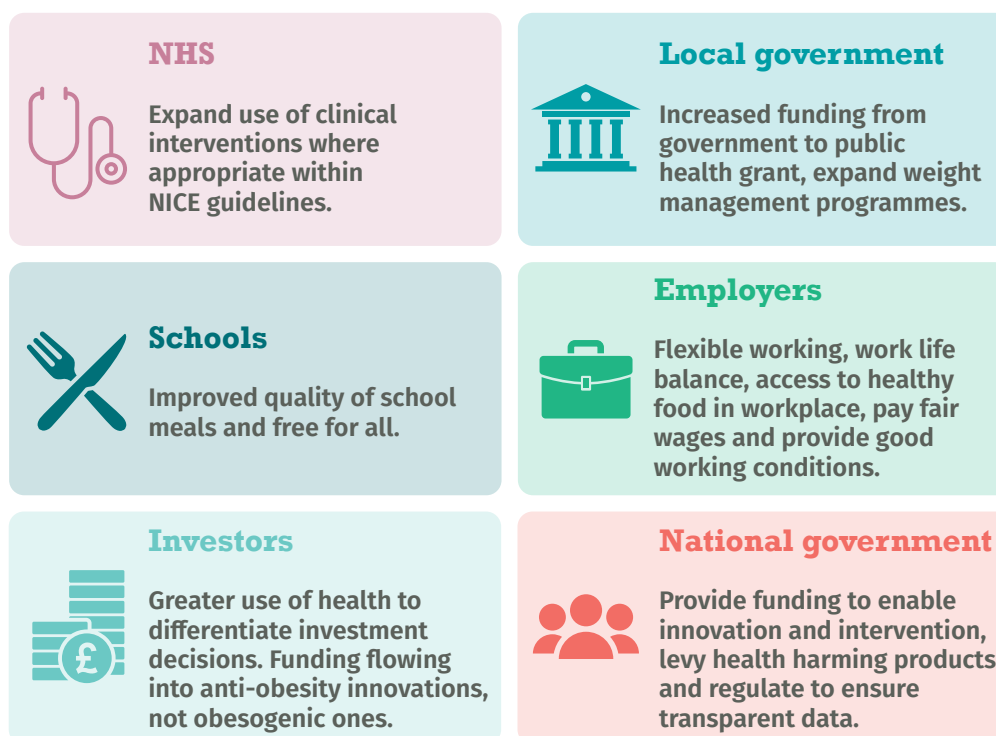 NHS
Expand use of clinical
interventions where
appropriate within
NICE guidelines.
Local government
Increased funding from
government to public
health grant, expand weight
management programmes.
Schools
Improved quality of school
meals and free for all.
Employers
Flexible working, work life
balance, access to healthy
food in workplace, pay fair
wages and provide good
working conditions.
Investors
Greater use of health to
differentiate investment
decisions. Funding flowing
into anti-obesity innovations,
not obesogenic ones.
£
National government
Provide funding to enable
innovation and intervention,
levy health harming products
and regulate to ensure
transparent data.